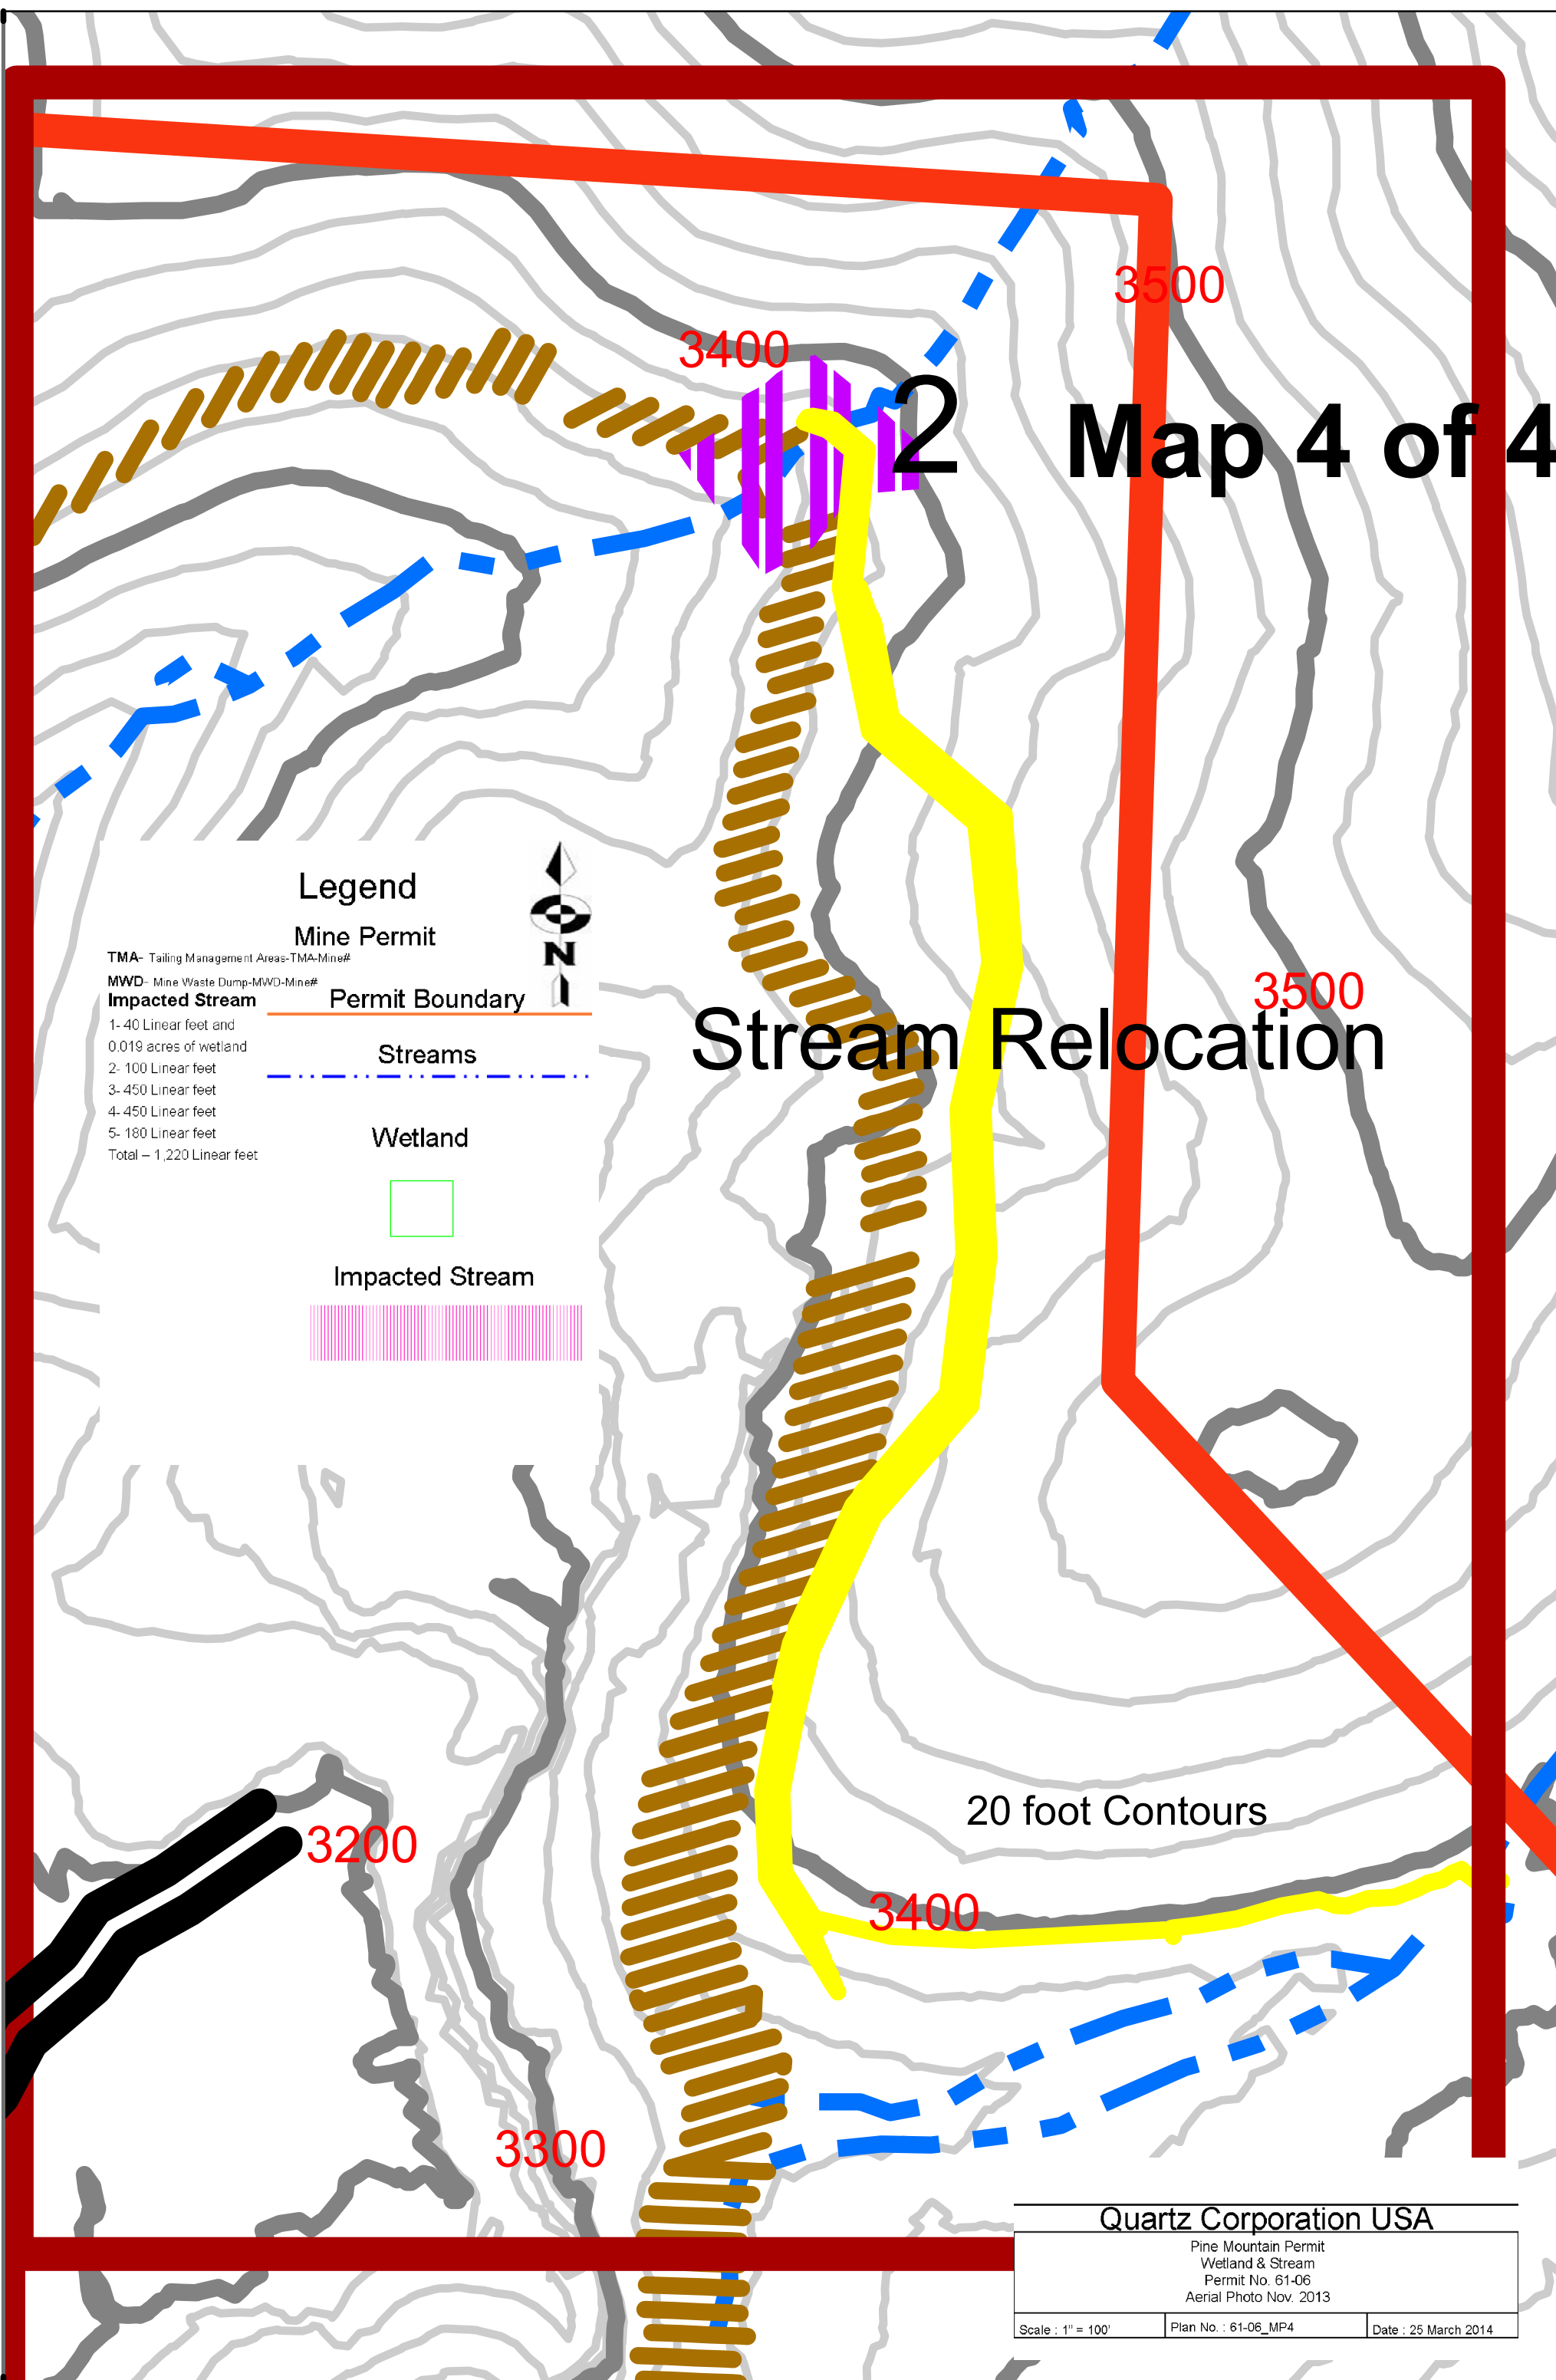 3500
3400
2
Map 4 of 4
Legend
Mine Permit
TMA- Tailing Management Areas-TMA-Mine#
MWD- Mine Waste Dump-MWD-Mine#
Impacted Stream
1- 40 Linear feet and
0.019 acres of wetland
2- 100 Linear feet
3- 450 Linear feet
4- 450 Linear feet
5- 180 Linear feet
Total – 1,220 Linear feet
N
Permit Boundary
Streams
Wetland
Impacted Stream
3500
Stream Relocation
20 foot Contours
3200
3400
3300
Quartz Corporation USA
Pine Mountain Permit
Wetland & Stream
Permit No. 61-06
Aerial Photo Nov. 2013
Scale : 1" = 100'
Plan No. : 61-06_MP4
Date : 25 March 2014